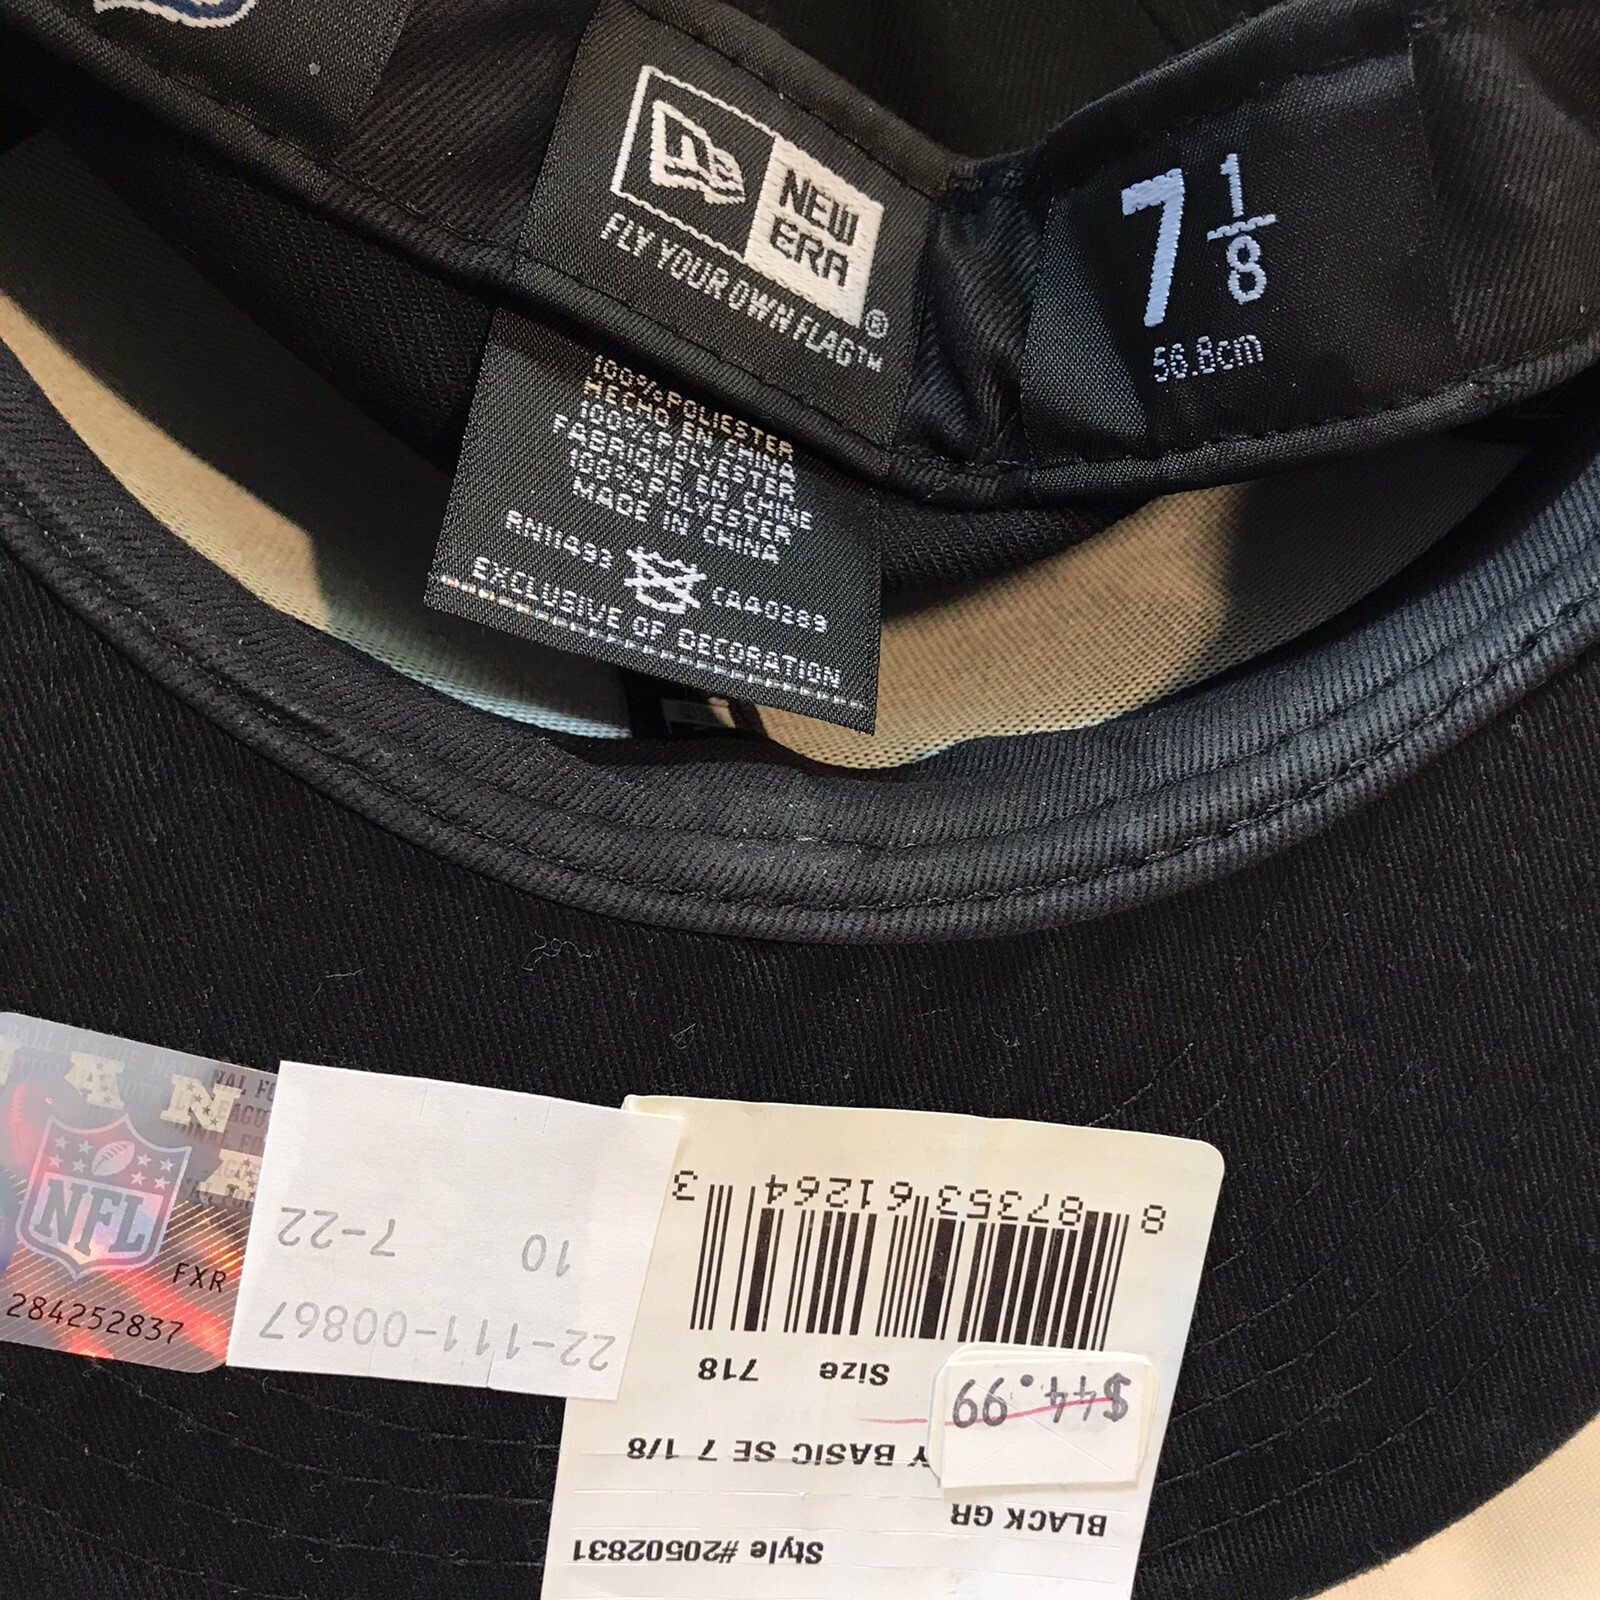 NEW
ERA®
FLY YOUR OWN FLAG™
7 1/8
56.8cm
100% POLIESTER
HECHO EN CHINA
100% POLYESTER
FABRIQUE EN CHINE
100% POLYESTER
MADE IN CHINA
RN11493 CA40289
EXCLUSIVE OF DECORATION
NFL
FXR
284252837
22-111-00867
10 7-22
8 87353 61264 3
Size 718
$44.99
Y BASIC SE 7 1/8
BLACK GR
Style #20502831